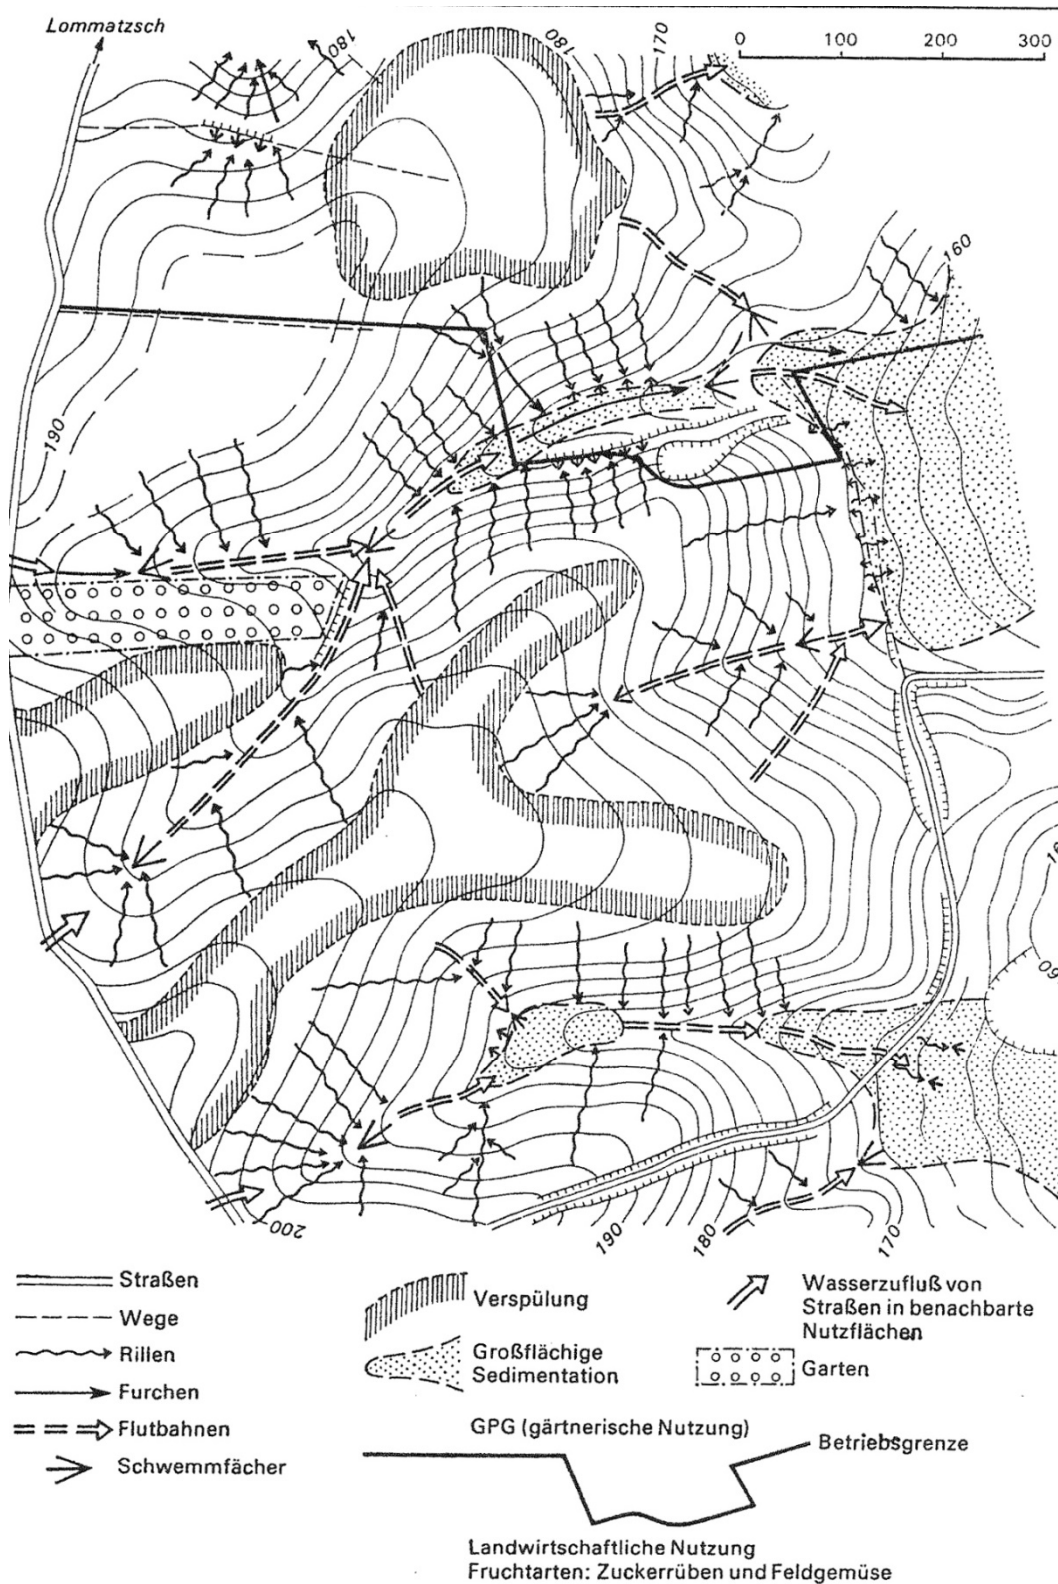 Lommatzsch
180
180
170
0 100 200 300
160
190
200
190
180
170
Straßen
Wege
Rillen
Furchen
Flutbahnen
Schwemmfächer
Verspülung
Großflächige
Sedimentation
Wasserzufluß von
Straßen in benachbarte
Nutzflächen
Garten
GPG (gärtnerische Nutzung)
Betriebsgrenze
Landwirtschaftliche Nutzung
Fruchtarten: Zuckerrüben und Feldgemüse